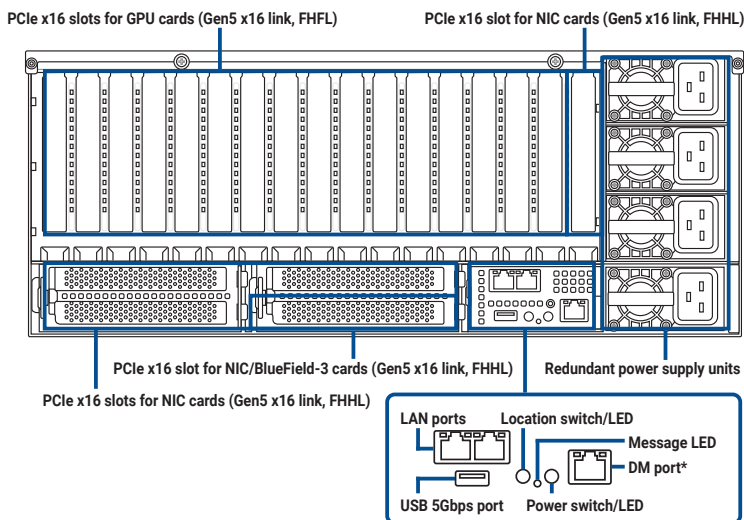 PCIe x16 slots for GPU cards (Gen5 x16 link, FHFL)
PCIe x16 slot for NIC cards (Gen5 x16 link, FHHL)
PCIe x16 slot for NIC/BlueField-3 cards (Gen5 x16 link, FHHL)
Redundant power supply units
PCIe x16 slots for NIC cards (Gen5 x16 link, FHHL)
LAN ports
Location switch/LED
Message LED
DM port*
USB 5Gbps port
Power switch/LED